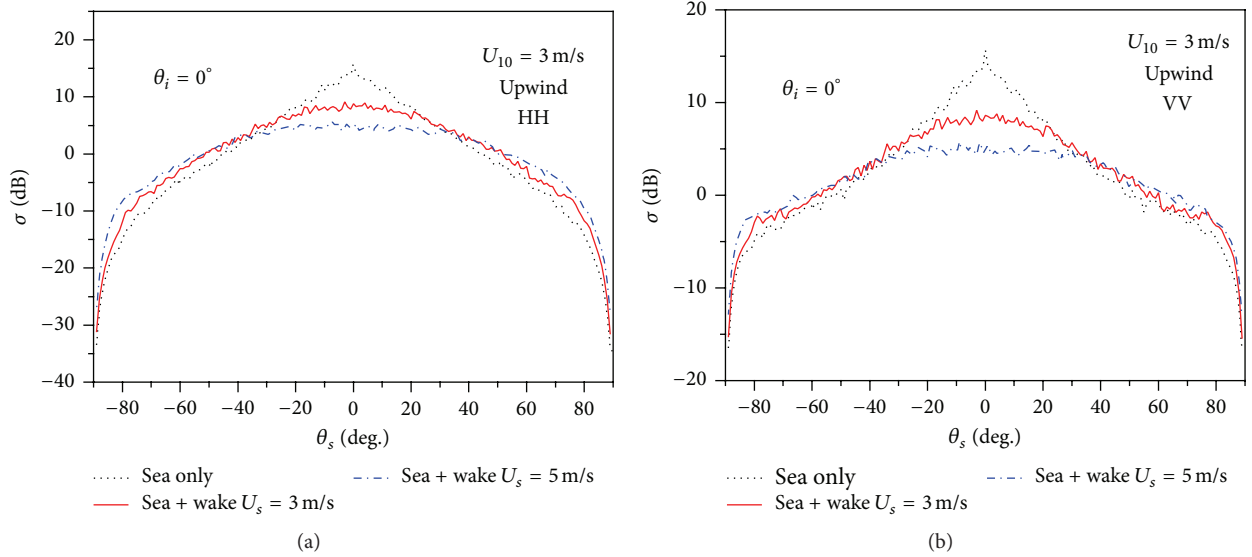 20
10
0
−10
−20
−30
−40
σ (dB)
θi = 0°
U10 = 3 m/s
Upwind
HH
−80 −60 −40 −20 0 20 40 60 80
θs (deg.)
Sea only
Sea + wake Us = 3 m/s
Sea + wake Us = 5 m/s
(a)
20
15
10
5
0
−5
−10
−20
σ (dB)
θi = 0°
U10 = 3 m/s
Upwind
VV
−80 −60 −40 −20 0 20 40 60 80
θs (deg.)
Sea only
Sea + wake Us = 3 m/s
Sea + wake Us = 5 m/s
(b)